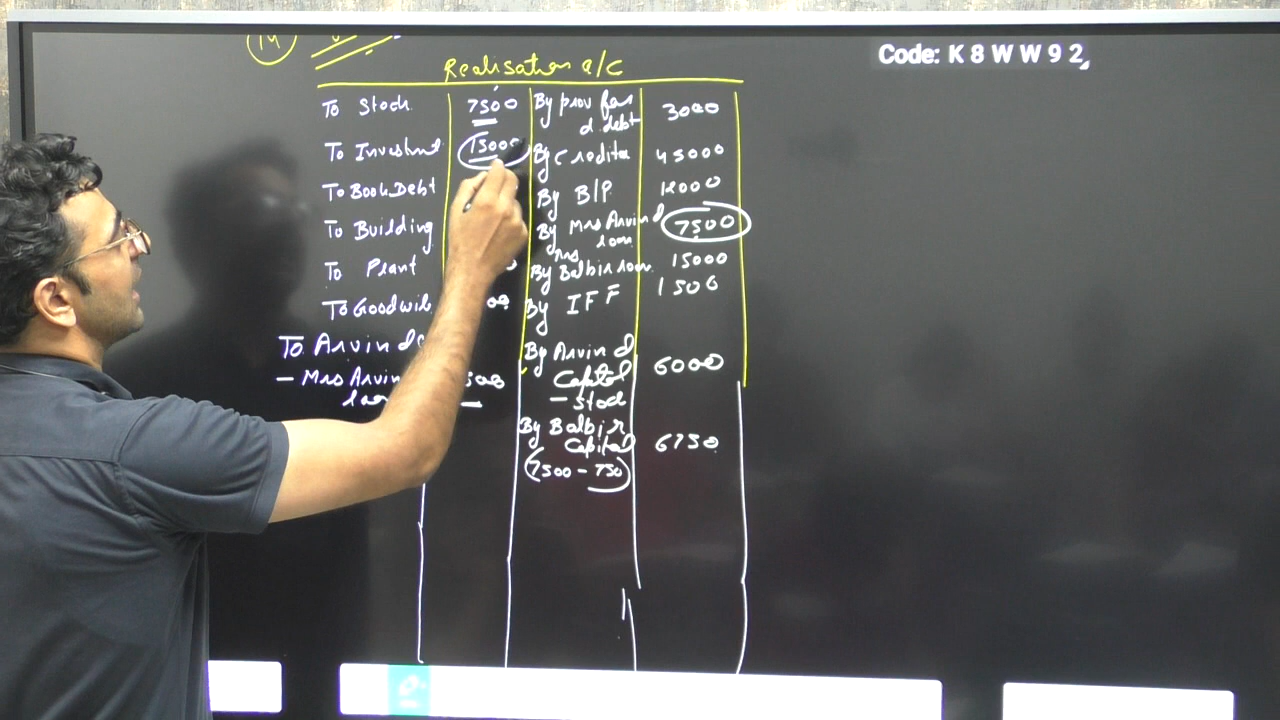 14
Code: K 8 W W 9 2,
Realisation a/c
To Stock 7500 By prov for 3000
d. debt
To Investment 15000 By Creditor 45000
To Book Debt By B/P 12000
To Building By Mrs Arvind 7500
loan
To Plant By Mrs Balbir loan 15000
To Goodwill By IFF 1500
To Arvind By Arvind 6000
- Mrs Arvin Capital
loan - Stock
By Balbir
Capital 6750
(7500 - 750)